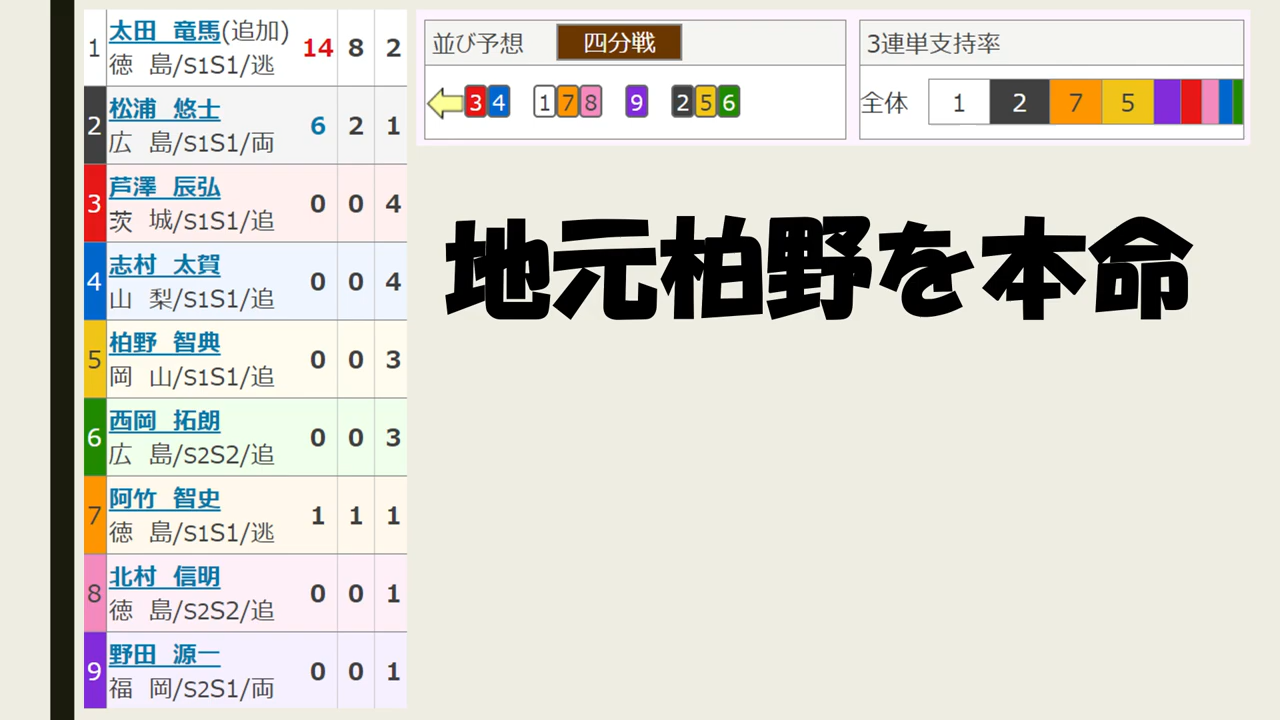 1 太田 竜馬(追加) 14 8 2
徳 島/S1S1/逃
2 松浦 悠士 6 2 1
広 島/S1S1/両
3 芦澤 辰弘 0 0 4
茨 城/S1S1/追
4 志村 太賀 0 0 4
山 梨/S1S1/追
5 柏野 智典 0 0 3
岡 山/S1S1/追
6 西岡 拓朗 0 0 3
広 島/S2S2/追
7 阿竹 智史 1 1 1
徳 島/S1S1/逃
8 北村 信明 0 0 1
徳 島/S2S2/追
9 野田 源一 0 0 1
福 岡/S2S1/両
並び予想 四分戦
3 4 1 7 8 9 2 5 6
3連単支持率
全体 1 2 7 5
地元柏野を本命